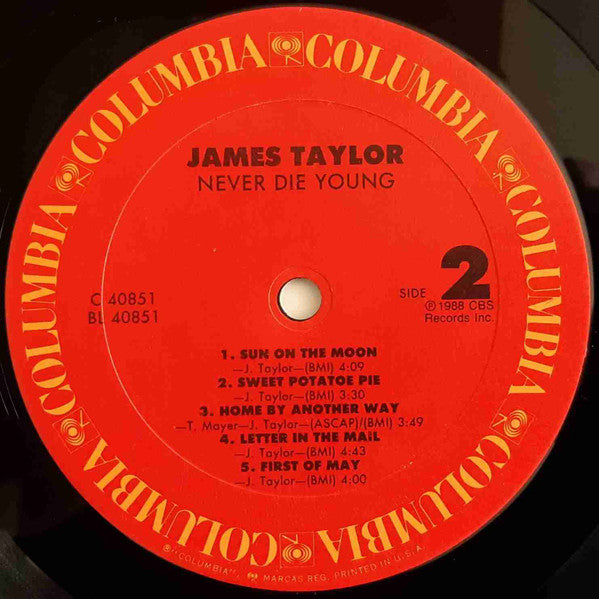 COLUMBIA COLUMBIA COLUMBIA COLUMBIA COLUMBIA COLUMBIA
JAMES TAYLOR
NEVER DIE YOUNG
C 40851
BL 40851
SIDE 2
℗ 1988 CBS
Records Inc.
1. SUN ON THE MOON
—J. Taylor—(BMI) 4:09
2. SWEET POTATOE PIE
—J. Taylor—(BMI) 3:30
3. HOME BY ANOTHER WAY
—T. Mayer—J. Taylor—(ASCAP)/(BMI) 3:49
4. LETTER IN THE MAIL
—J. Taylor—(BMI) 4:43
5. FIRST OF MAY
—J. Taylor—(BMI) 4:00
®"COLUMBIA", MARCAS REG. PRINTED IN U.S.A.